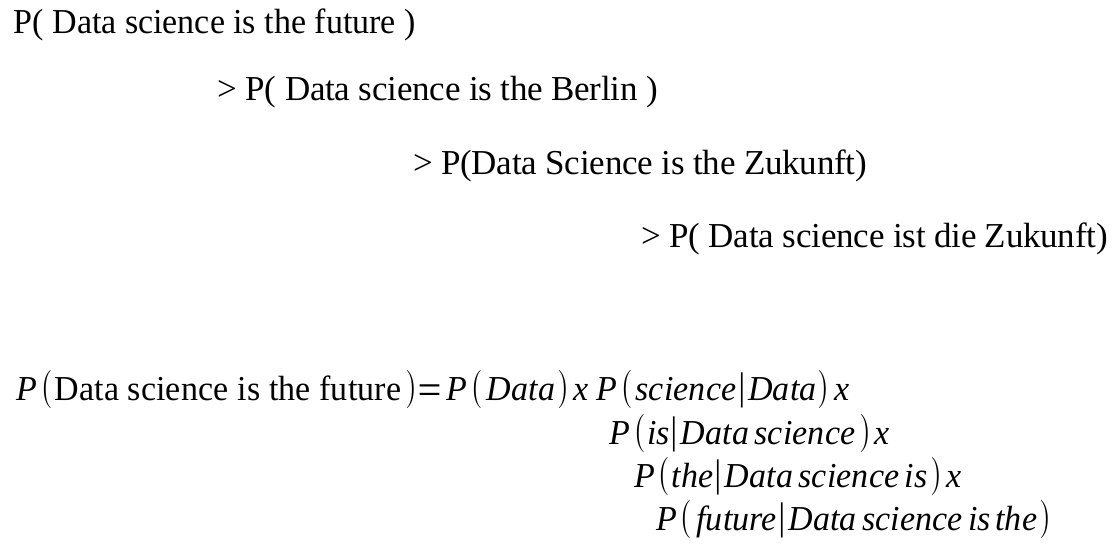 P( Data science is the future )
> P( Data science is the Berlin )
> P(Data Science is the Zukunft)
> P( Data science ist die Zukunft)
P(Data science is the future)=P(Data)x P(science|Data)x
P(is|Data science)x
P(the|Data science is)x
P(future|Data science is the)